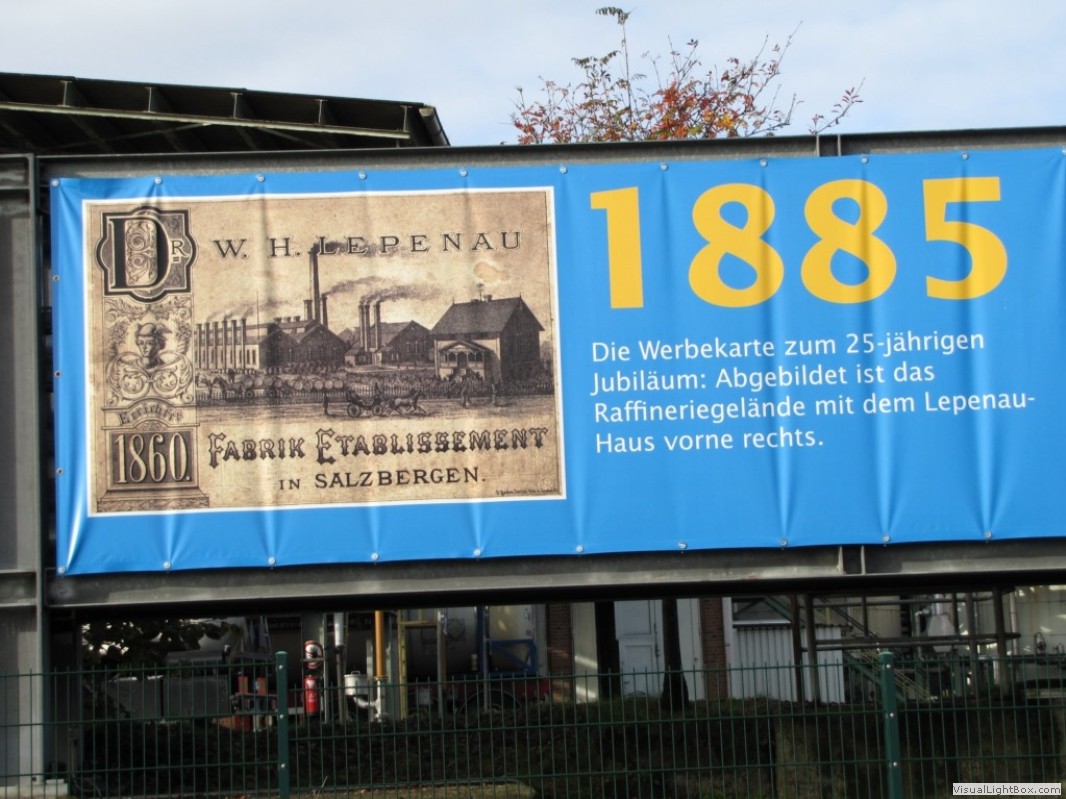 DR. W. H. LEPENAU
Errichtet
1860.
FABRIK ETABLISSEMENT
IN SALZBERGEN.
1885
Die Werbekarte zum 25-jährigen
Jubiläum: Abgebildet ist das
Raffineriegelände mit dem Lepenau-
Haus vorne rechts.
VisualLightBox.com